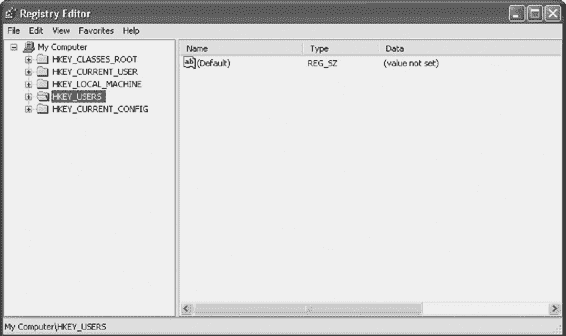 Registry Editor
File Edit View Favorites Help
My Computer
HKEY_CLASSES_ROOT
HKEY_CURRENT_USER
HKEY_LOCAL_MACHINE
HKEY_USERS
HKEY_CURRENT_CONFIG
Name Type Data
ab (Default) REG_SZ (value not set)
My Computer\HKEY_USERS